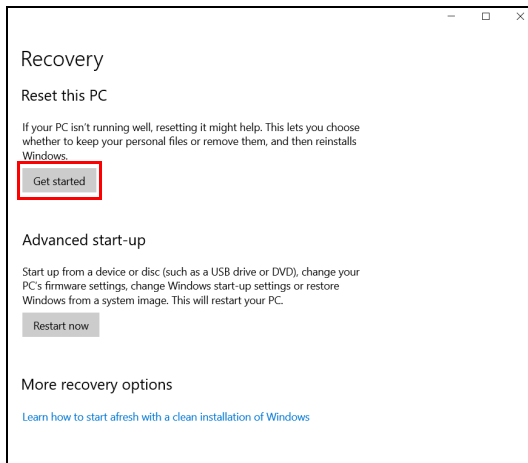 Recovery
Reset this PC
If your PC isn't running well, resetting it might help. This lets you choose
whether to keep your personal files or remove them, and then reinstalls
Windows.
Get started
Advanced start-up
Start up from a device or disc (such as a USB drive or DVD), change your
PC's firmware settings, change Windows start-up settings or restore
Windows from a system image. This will restart your PC.
Restart now
More recovery options
Learn how to start afresh with a clean installation of Windows